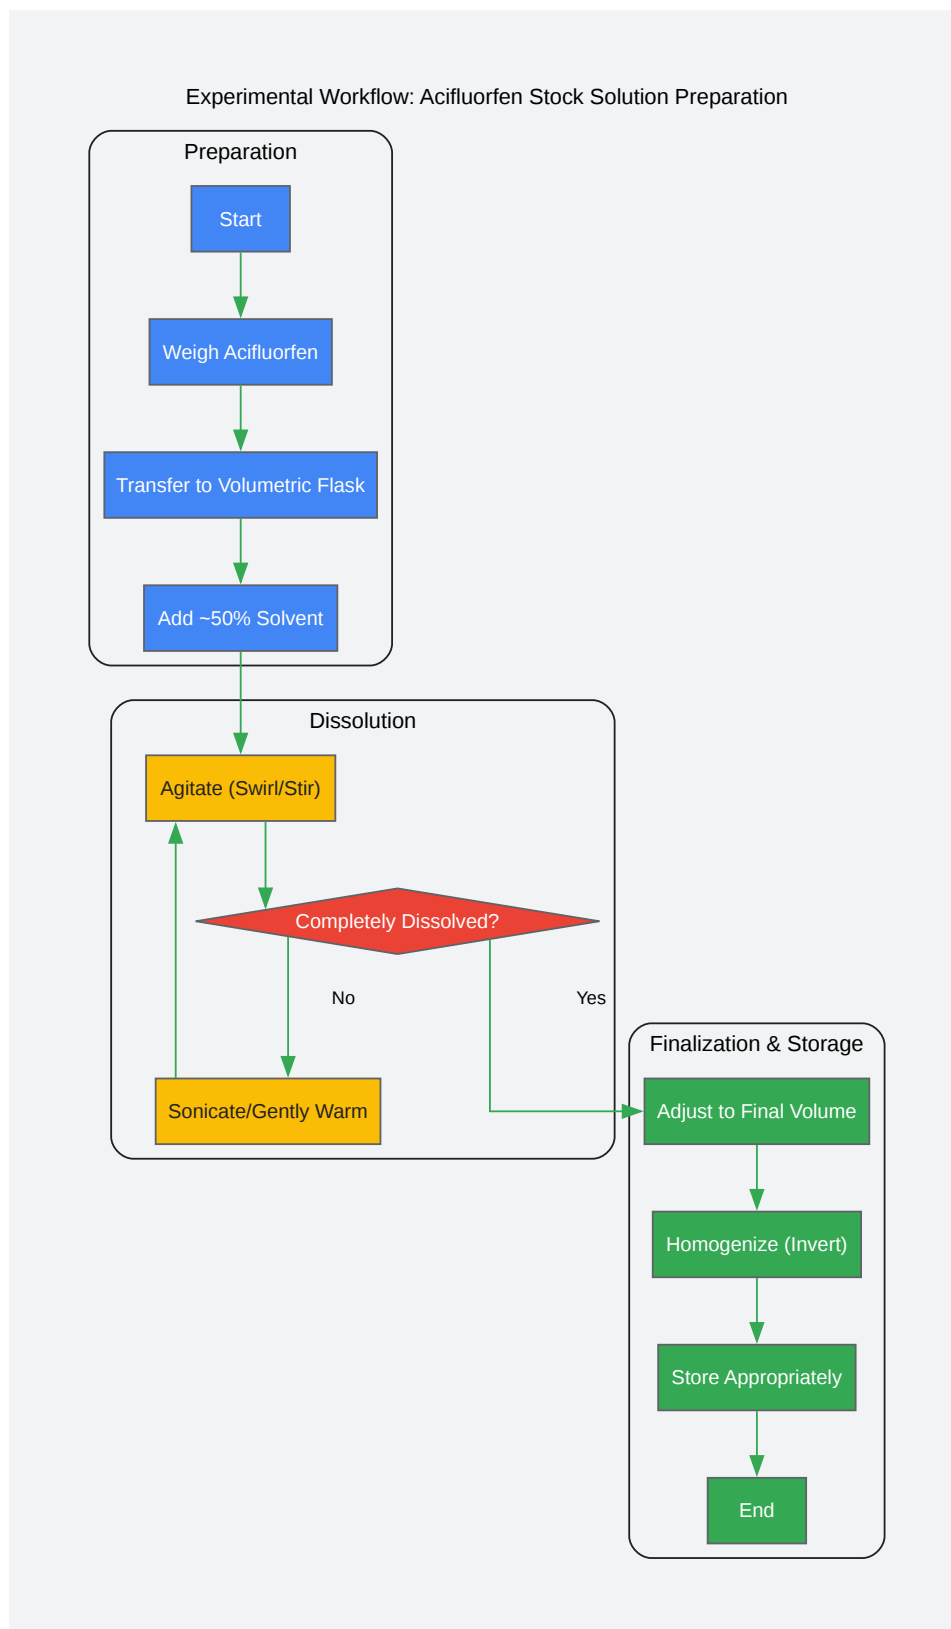 Experimental Workflow: Acifluorfen Stock Solution Preparation
Preparation
Start
Weigh Acifluorfen
Transfer to Volumetric Flask
Add ~50% Solvent
Dissolution
Agitate (Swirl/Stir)
Completely Dissolved?
No
Yes
Sonicate/Gently Warm
Finalization & Storage
Adjust to Final Volume
Homogenize (Invert)
Store Appropriately
End